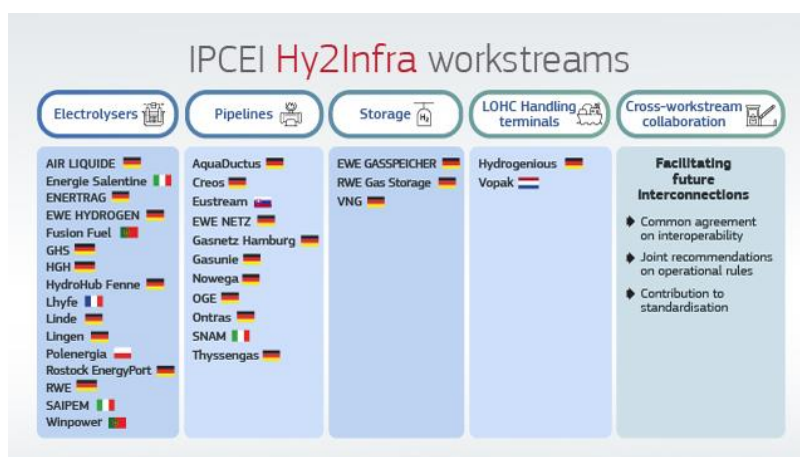 IPCEI Hy2Infra workstreams
Electrolysers
AIR LIQUIDE
Energie Salentine
ENERTRAG
EWE HYDROGEN
Fusion Fuel
GHS
HGH
HydroHub Fenne
Lhyfe
Linde
Lingen
Polenergia
Rostock EnergyPort
RWE
SAIPEM
Winpower
Pipelines
AquaDuctus
Creos
Eustream
EWE NETZ
Gasnetz Hamburg
Gasunie
Nowega
OGE
Ontras
SNAM
Thyssengas
Storage
H₂
EWE GASSPEICHER
RWE Gas Storage
VNG
LOHC Handling
terminals
Hydrogenious
Vopak
Cross-workstream
collaboration
Facilitating
future
interconnections
Common agreement
on interoperability
Joint recommendations
on operational rules
Contribution to
standardisation